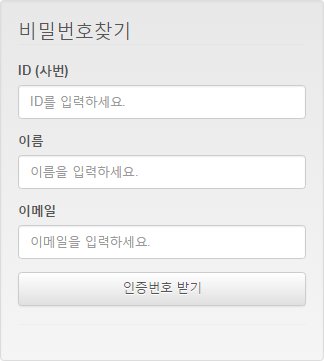 비밀번호찾기
ID (사번)
ID를 입력하세요.
이름
이름을 입력하세요.
이메일
이메일을 입력하세요.
인증번호 받기